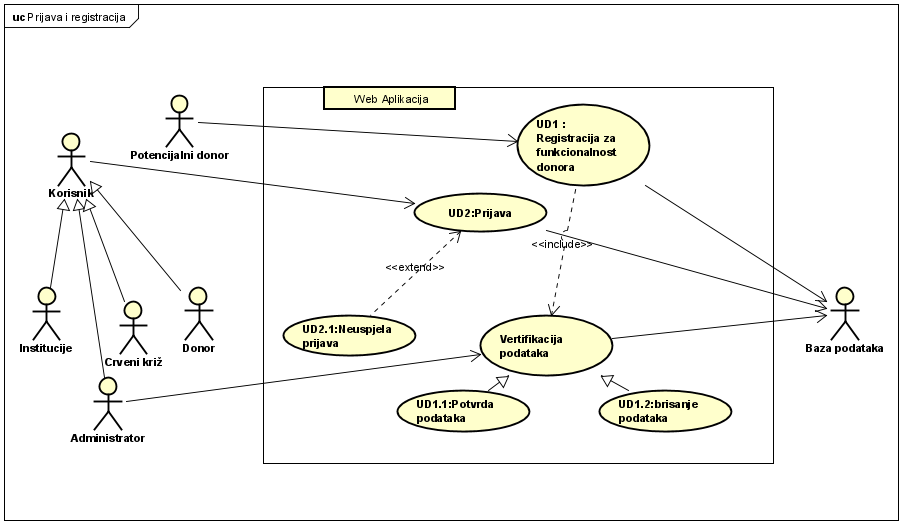 uc Prijava i registracija
Web Aplikacija
Potencijalni donor
UD1 :
Registracija za
funkcionalnost
donora
Korisnik
UD2:Prijava
<<include>>
<<extend>>
UD2.1:Neuspjela
prijava
Vertifikacija
podataka
Institucije
Crveni križ
Donor
Baza podataka
UD1.1:Potvrda
podataka
UD1.2:brisanje
podataka
Administrator